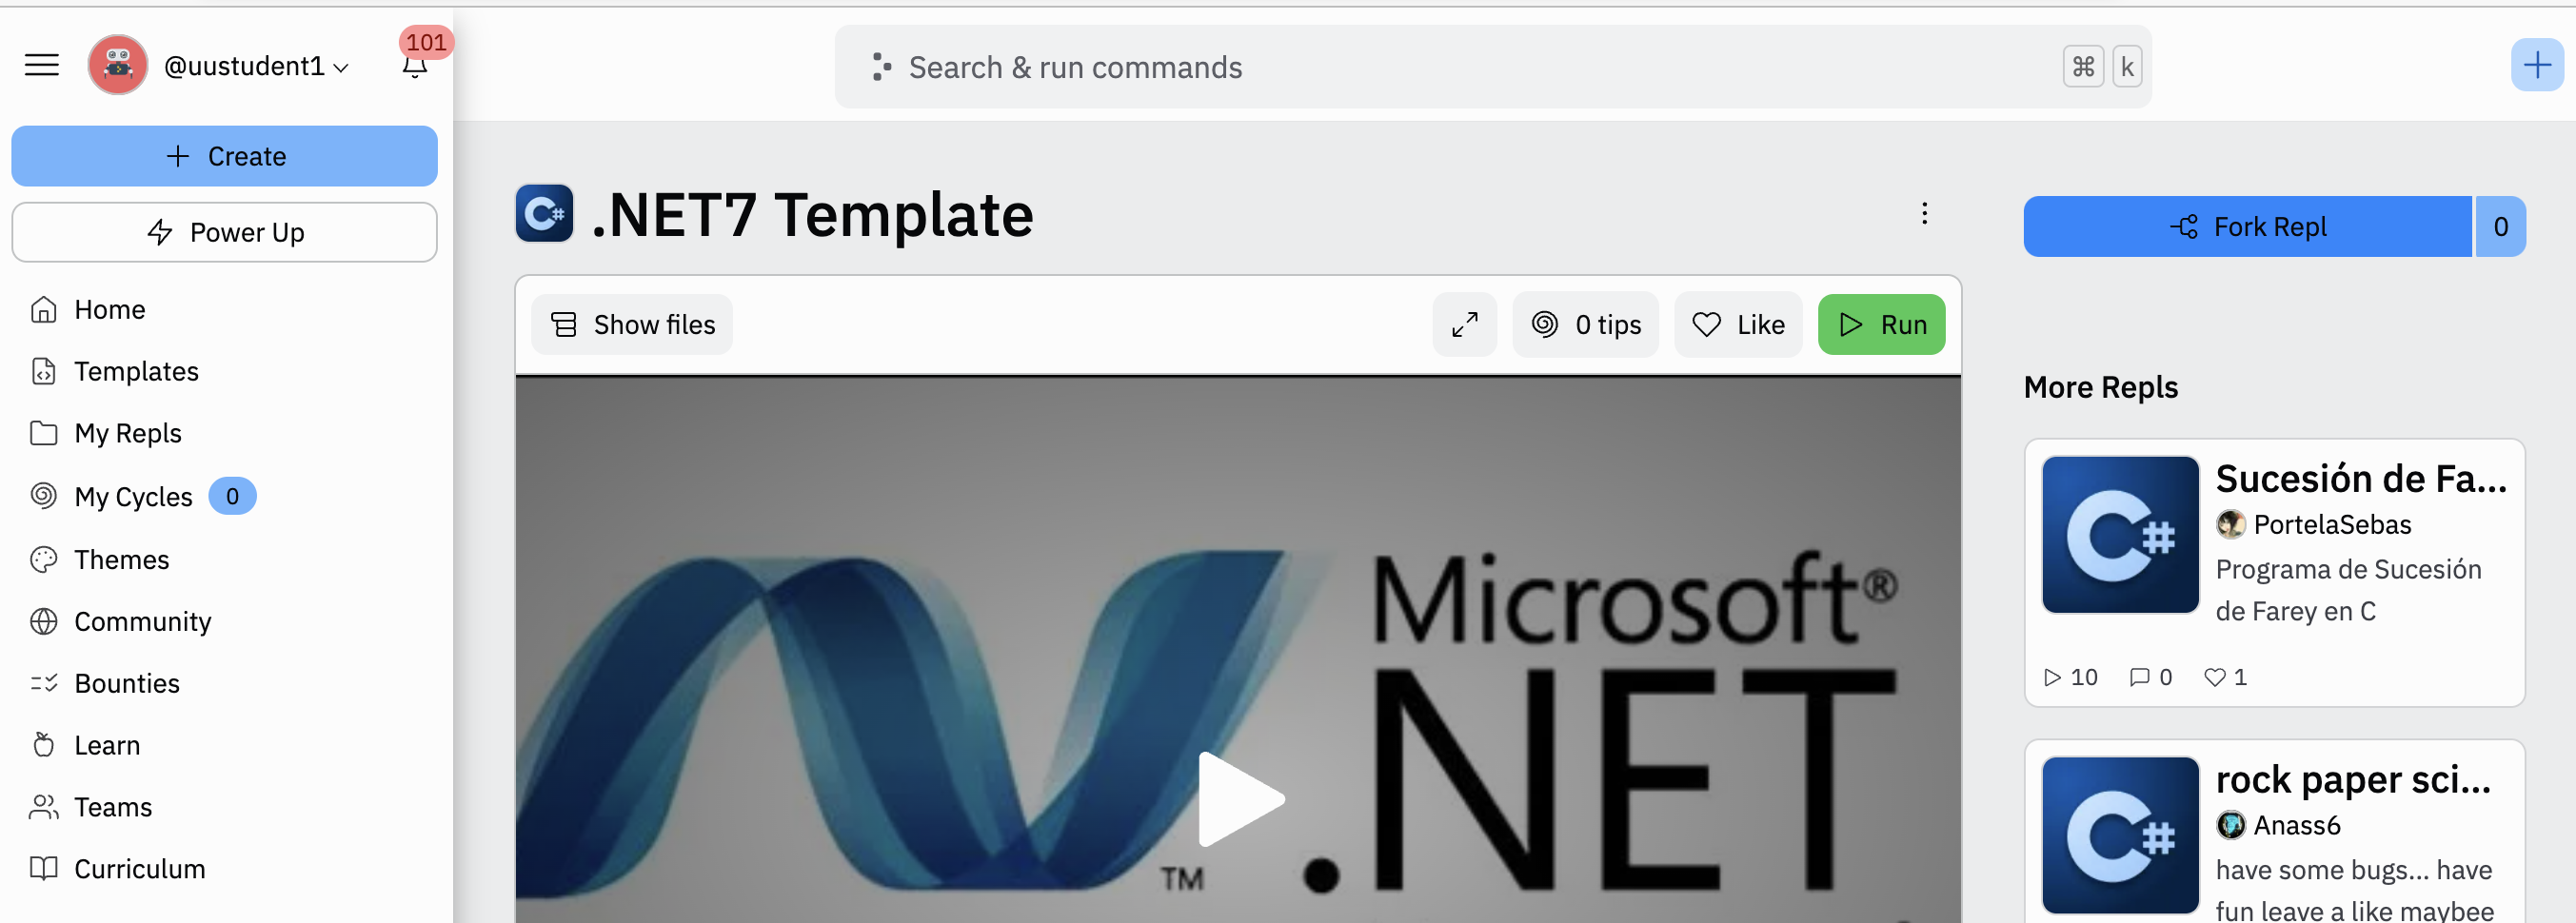 @uustudent1
101
Search & run commands
⌘ k
Create
Power Up
Home
Templates
My Repls
My Cycles 0
Themes
Community
Bounties
Learn
Teams
Curriculum
C# .NET7 Template
Show files
0 tips
Like
Run
Microsoft®
.NET
TM
Fork Repl 0
More Repls
C#
Sucesión de Fa...
PortelaSebas
Programa de Sucesión
de Farey en C
10 0 1
C#
rock paper sci...
Anass6
have some bugs... have
fun leave a like maybee